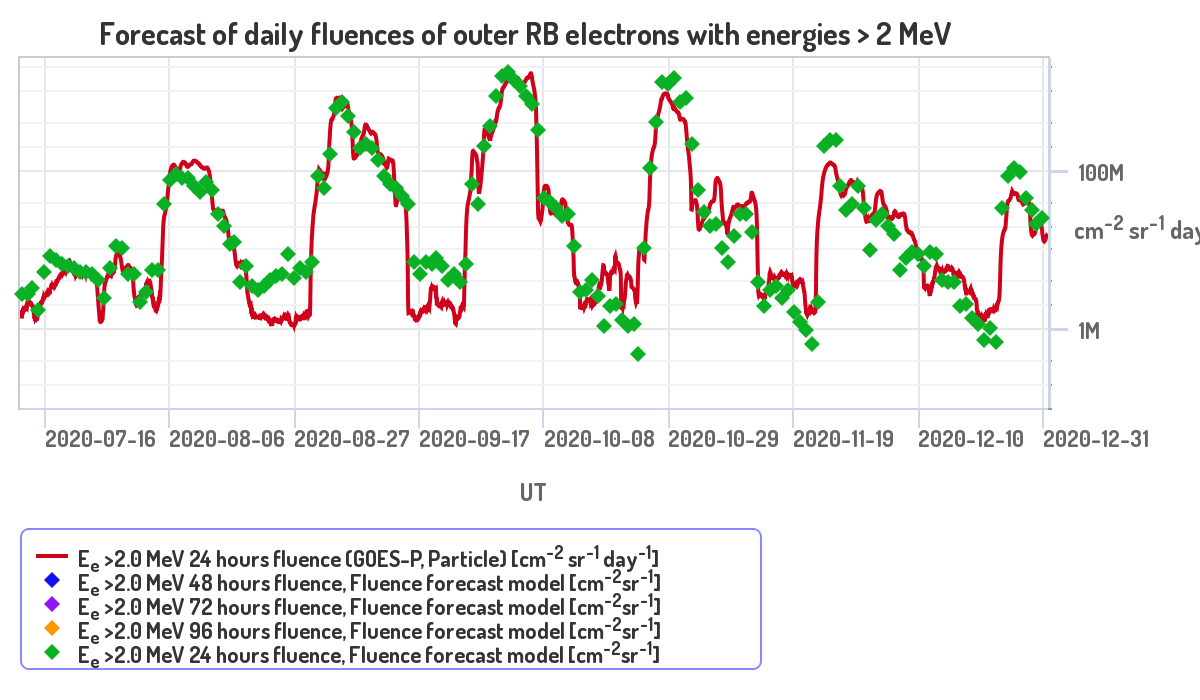 Forecast of daily fluences of outer RB electrons with energies > 2 MeV
100M
cm⁻² sr⁻¹ day
1M
2020-07-16 2020-08-06 2020-08-27 2020-09-17 2020-10-08 2020-10-29 2020-11-19 2020-12-10 2020-12-31
UT
Eₑ >2.0 MeV 24 hours fluence (GOES-P, Particle) [cm⁻² sr⁻¹ day⁻¹]
Eₑ >2.0 MeV 48 hours fluence, Fluence forecast model [cm⁻²sr⁻¹]
Eₑ >2.0 MeV 72 hours fluence, Fluence forecast model [cm⁻²sr⁻¹]
Eₑ >2.0 MeV 96 hours fluence, Fluence forecast model [cm⁻²sr⁻¹]
Eₑ >2.0 MeV 24 hours fluence, Fluence forecast model [cm⁻²sr⁻¹]